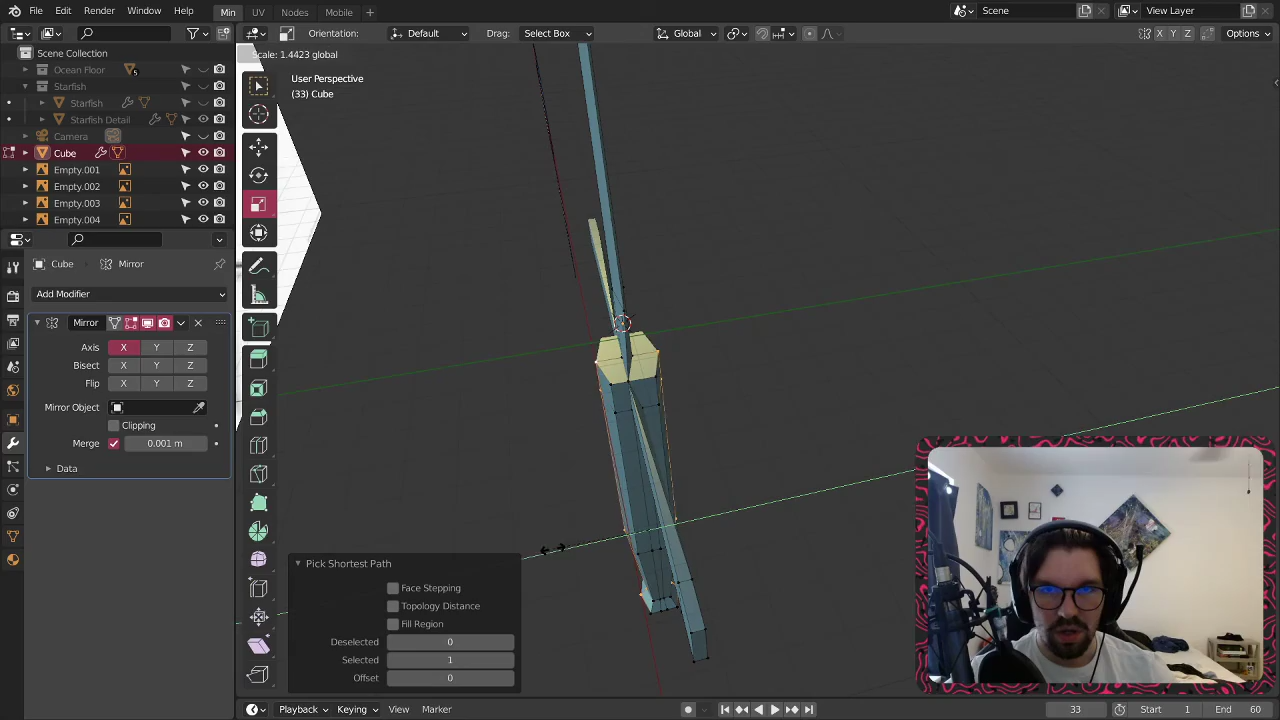 File Edit Render Window Help Min UV Nodes Mobile + Scene View Layer
Orientation: Default Drag: Select Box Global X Y Z Options
Scale: 1.4423 global
Scene Collection
Ocean Floor 5
Starfish
Starfish
Starfish Detail
Camera
Cube
Empty.001
Empty.002
Empty.003
Empty.004
User Perspective
(33) Cube
Cube Mirror
Add Modifier
Mirror
Axis X Y Z
Bisect X Y Z
Flip X Y Z
Mirror Object
Clipping
Merge 0.001 m
Data
Pick Shortest Path
Face Stepping
Topology Distance
Fill Region
Deselected 0
Selected 1
Offset 0
Playback Keying View Marker 33 Start 1 End 60